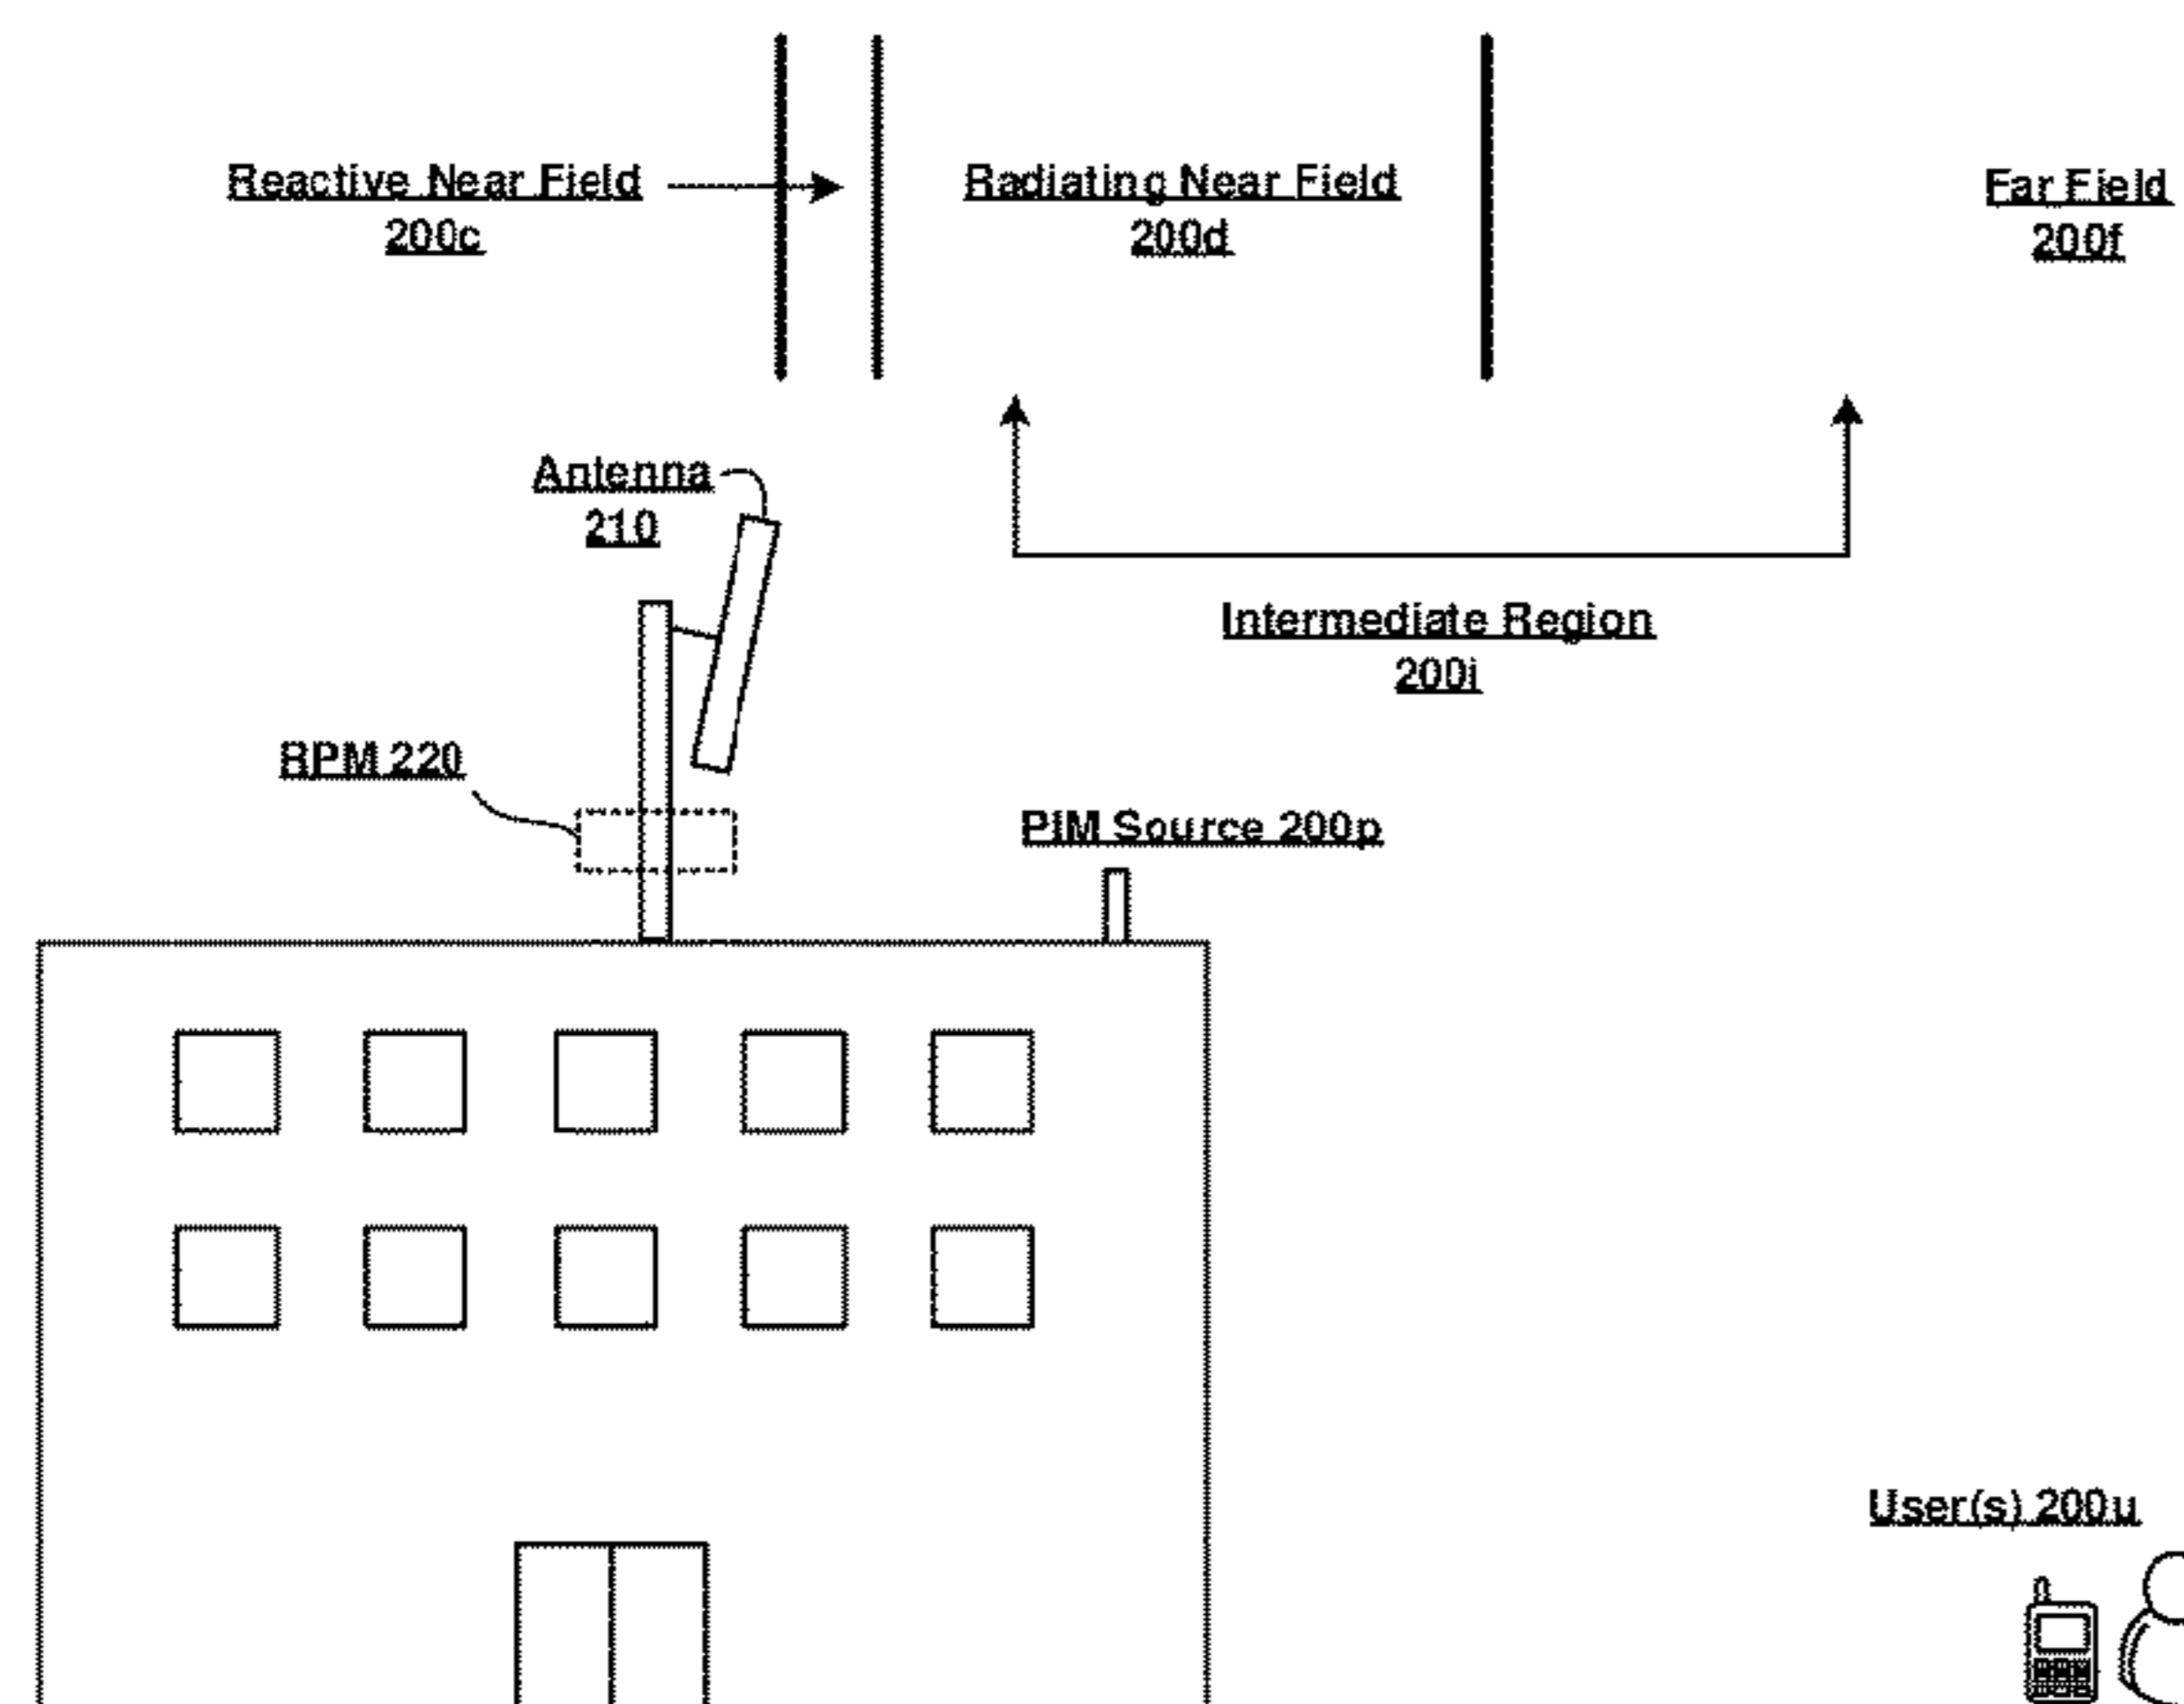 Reactive Near Field
200c
Radiating Near Field
200d
Far Field
200f
Antenna
210
Intermediate Region
200i
RPM 220
PIM Source 200p
User(s) 200u